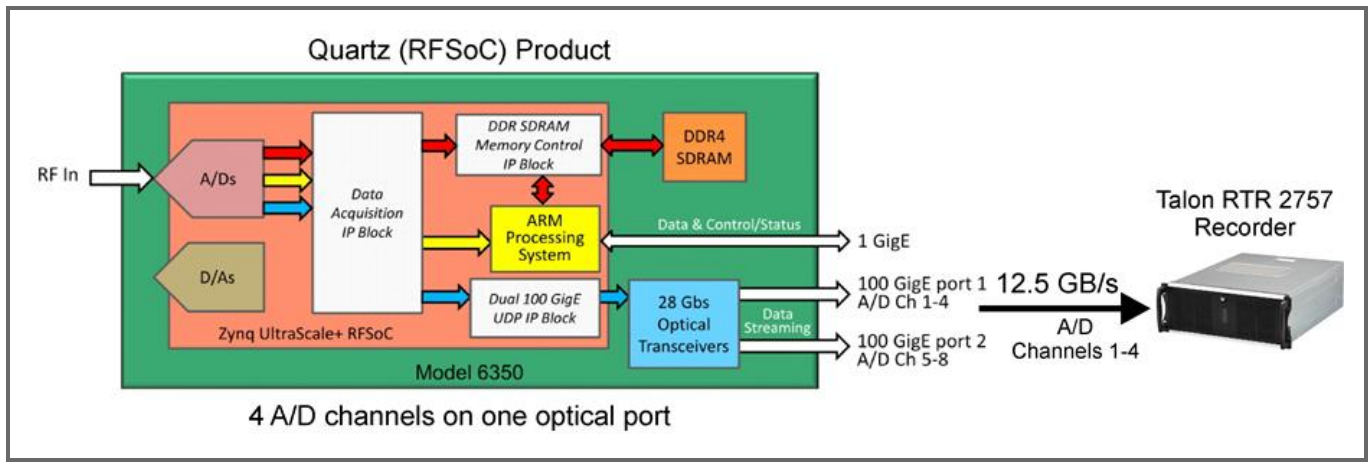 Quartz (RFSoC) Product
RF In
A/Ds
D/As
Data
Acquisition
IP Block
DDR SDRAM
Memory Control
IP Block
DDR4
SDRAM
ARM
Processing
System
Data & Control/Status
1 GigE
Dual 100 GigE
UDP IP Block
28 Gbs
Optical
Transceivers
Data
Streaming
100 GigE port 1
A/D Ch 1-4
100 GigE port 2
A/D Ch 5-8
Zynq UltraScale+ RFSoC
Model 6350
4 A/D channels on one optical port
12.5 GB/s
A/D
Channels 1-4
Talon RTR 2757
Recorder